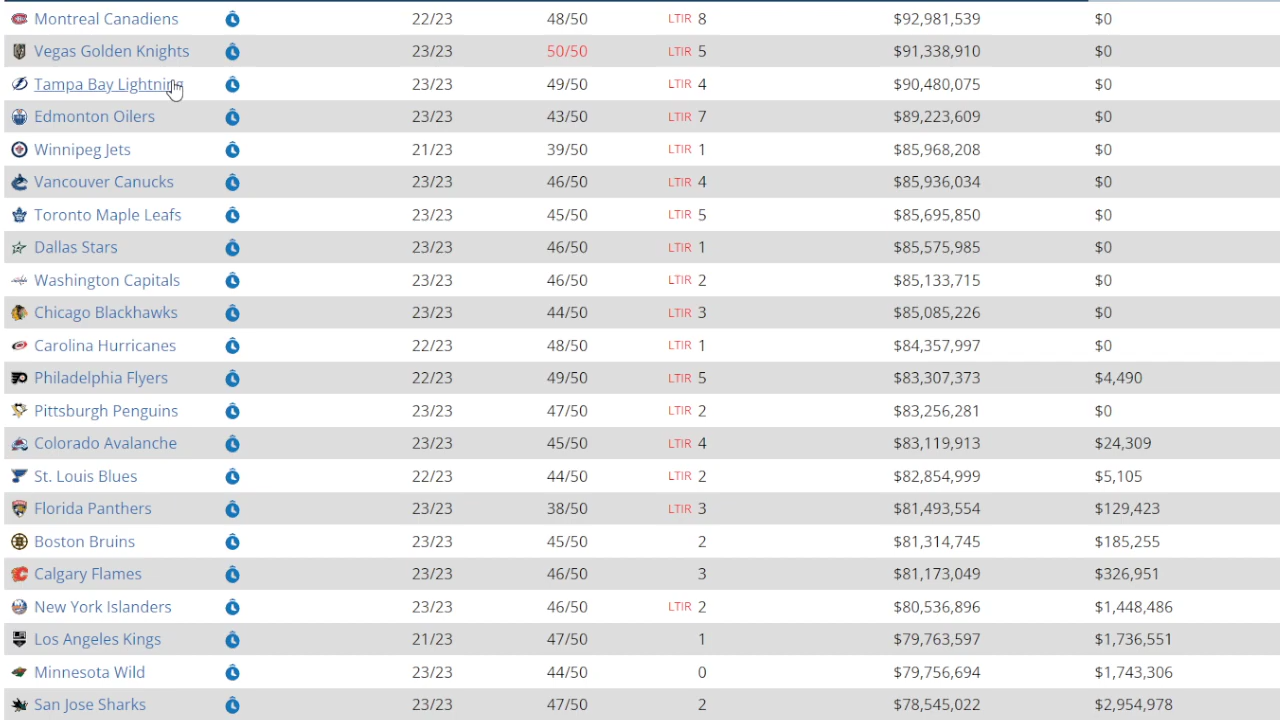 Montreal Canadiens 22/23 48/50 LTIR 8 $92,981,539 $0
Vegas Golden Knights 23/23 50/50 LTIR 5 $91,338,910 $0
Tampa Bay Lightning 23/23 49/50 LTIR 4 $90,480,075 $0
Edmonton Oilers 23/23 43/50 LTIR 7 $89,223,609 $0
Winnipeg Jets 21/23 39/50 LTIR 1 $85,968,208 $0
Vancouver Canucks 23/23 46/50 LTIR 4 $85,936,034 $0
Toronto Maple Leafs 23/23 45/50 LTIR 5 $85,695,850 $0
Dallas Stars 23/23 46/50 LTIR 1 $85,575,985 $0
Washington Capitals 23/23 46/50 LTIR 2 $85,133,715 $0
Chicago Blackhawks 23/23 44/50 LTIR 3 $85,085,226 $0
Carolina Hurricanes 22/23 48/50 LTIR 1 $84,357,997 $0
Philadelphia Flyers 22/23 49/50 LTIR 5 $83,307,373 $4,490
Pittsburgh Penguins 23/23 47/50 LTIR 2 $83,256,281 $0
Colorado Avalanche 23/23 45/50 LTIR 4 $83,119,913 $24,309
St. Louis Blues 22/23 44/50 LTIR 2 $82,854,999 $5,105
Florida Panthers 23/23 38/50 LTIR 3 $81,493,554 $129,423
Boston Bruins 23/23 45/50 2 $81,314,745 $185,255
Calgary Flames 23/23 46/50 3 $81,173,049 $326,951
New York Islanders 23/23 46/50 LTIR 2 $80,536,896 $1,448,486
Los Angeles Kings 21/23 47/50 1 $79,763,597 $1,736,551
Minnesota Wild 23/23 44/50 0 $79,756,694 $1,743,306
San Jose Sharks 23/23 47/50 2 $78,545,022 $2,954,978